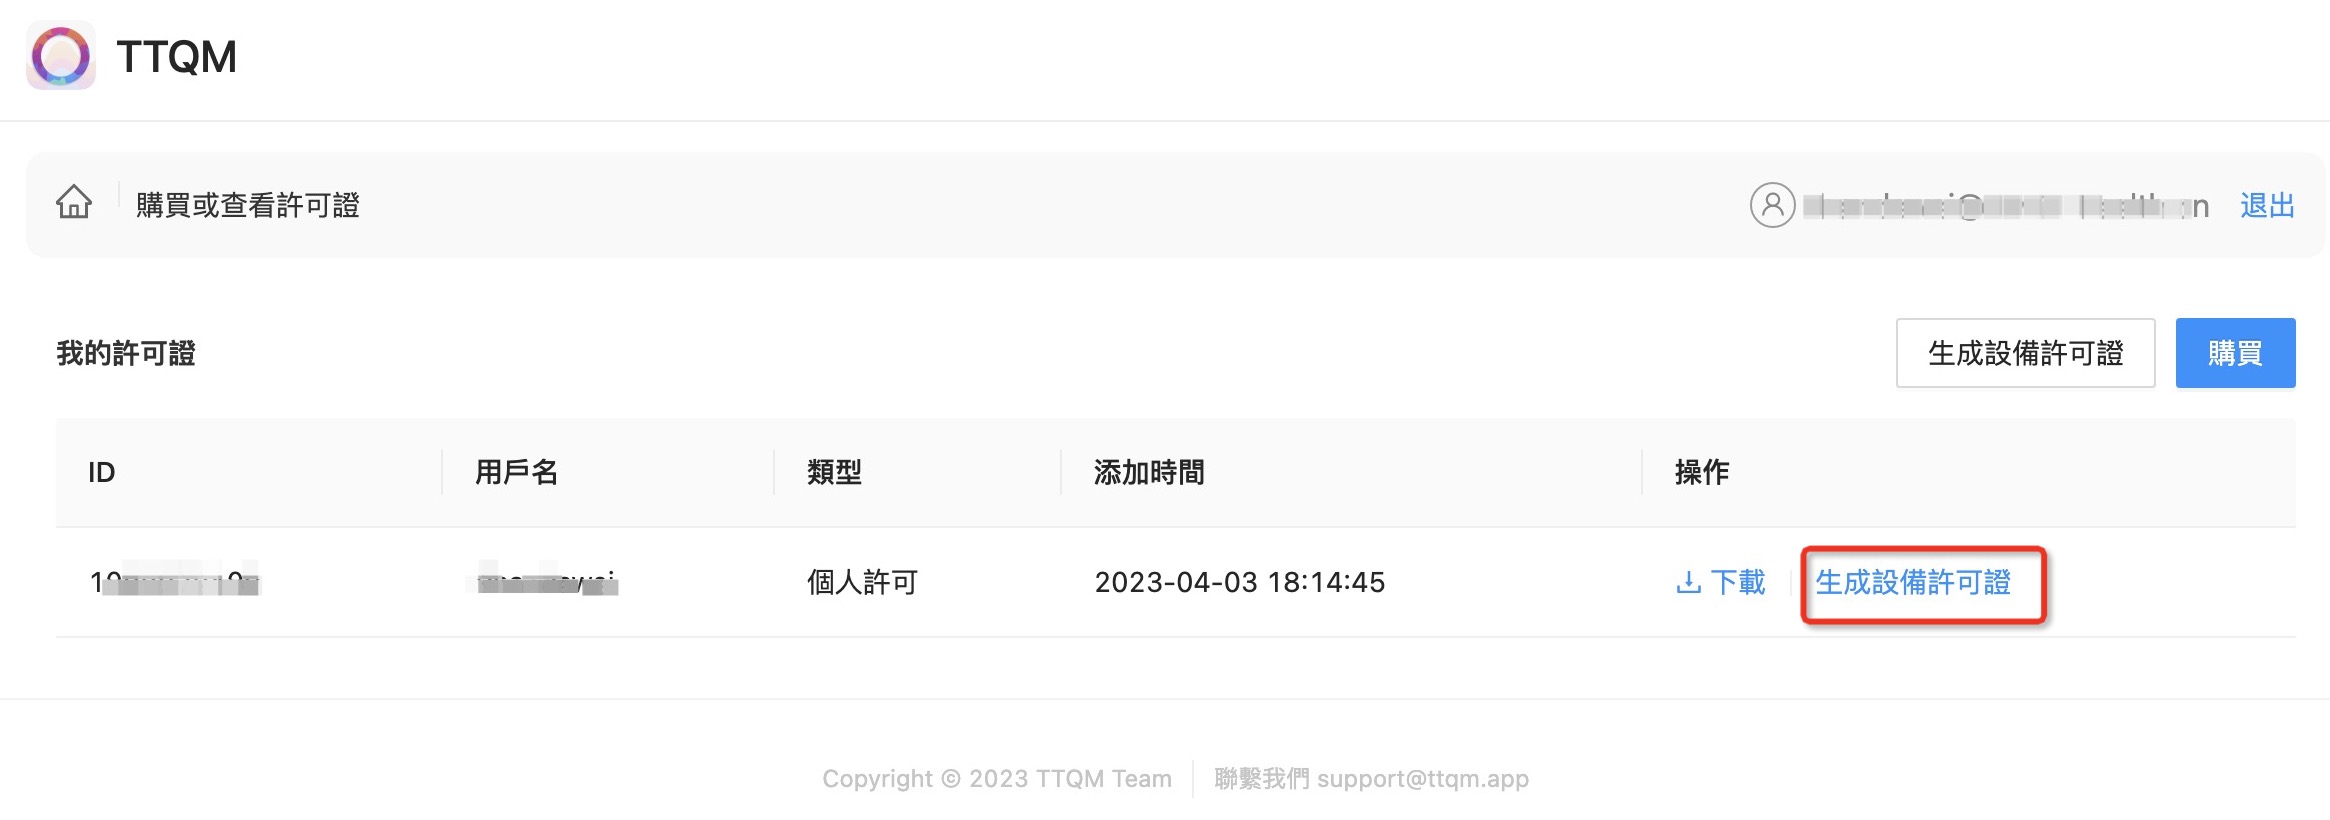 TTQM
購買或查看許可證
退出
我的許可證
生成設備許可證
購買
ID 用戶名 類型 添加時間 操作
個人許可 2023-04-03 18:14:45 下載 生成設備許可證
Copyright © 2023 TTQM Team 聯繫我們 support@ttqm.app